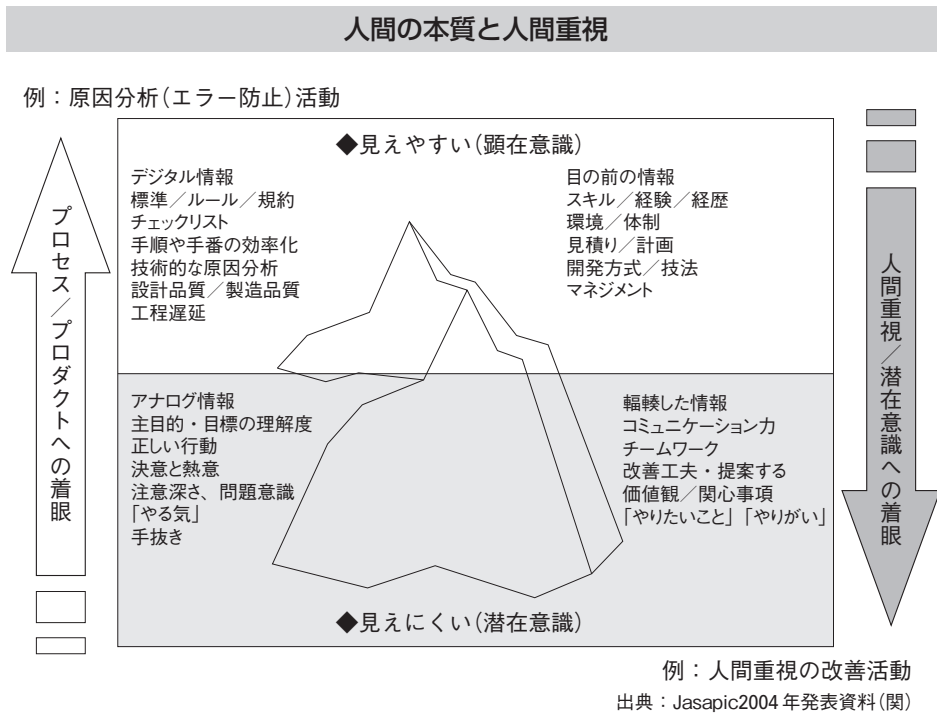 人間の本質と人間重視
例：原因分析（エラー防止）活動
プロセス／プロダクトへの着眼
◆見えやすい（顕在意識）
デジタル情報
標準／ルール／規約
チェックリスト
手順や手番の効率化
技術的な原因分析
設計品質／製造品質
工程遅延
目の前の情報
スキル／経験／経歴
環境／体制
見積り／計画
開発方式／技法
マネジメント
アナログ情報
主目的・目標の理解度
正しい行動
決意と熱意
注意深さ、問題意識
「やる気」
手抜き
輻輳した情報
コミュニケーション力
チームワーク
改善工夫・提案する
価値観／関心事項
「やりたいこと」「やりがい」
◆見えにくい（潜在意識）
人間重視／潜在意識への着眼
例：人間重視の改善活動
出典：Jasapic2004年発表資料（関）